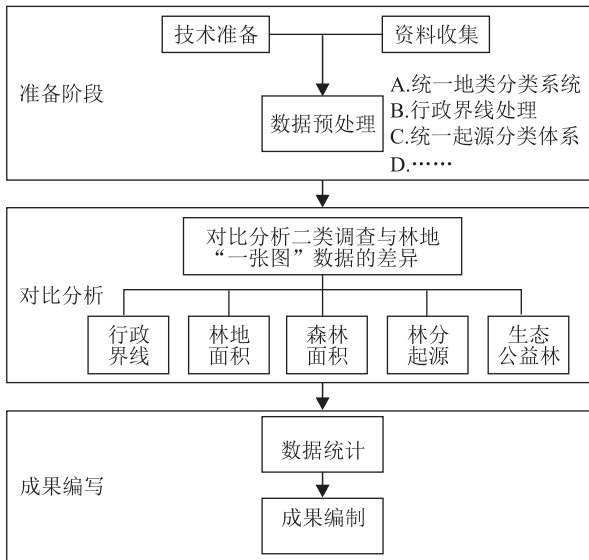 技术准备
资料收集
准备阶段
数据预处理
A.统一地类分类系统
B.行政界线处理
C.统一起源分类体系
D.……
对比分析二类调查与林地
“一张图”数据的差异
对比分析
行政
界线
林地
面积
森林
面积
林分
起源
生态
公益林
数据统计
成果编写
成果编制